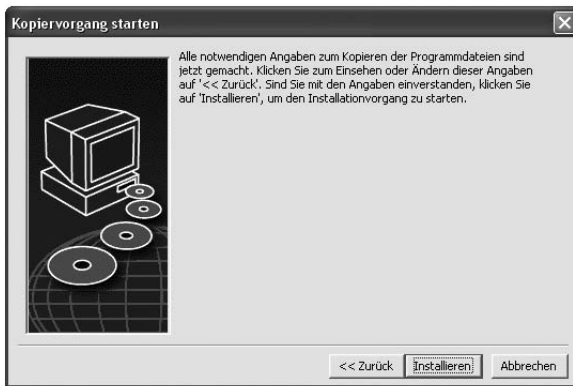 Kopiervorgang starten
Alle notwendigen Angaben zum Kopieren der Programmdateien sind
jetzt gemacht. Klicken Sie zum Einsehen oder Ändern dieser Angaben
auf '<< Zurück'. Sind Sie mit den Angaben einverstanden, klicken Sie
auf 'Installieren', um den Installationvorgang zu starten.
<< Zurück
Installieren
Abbrechen